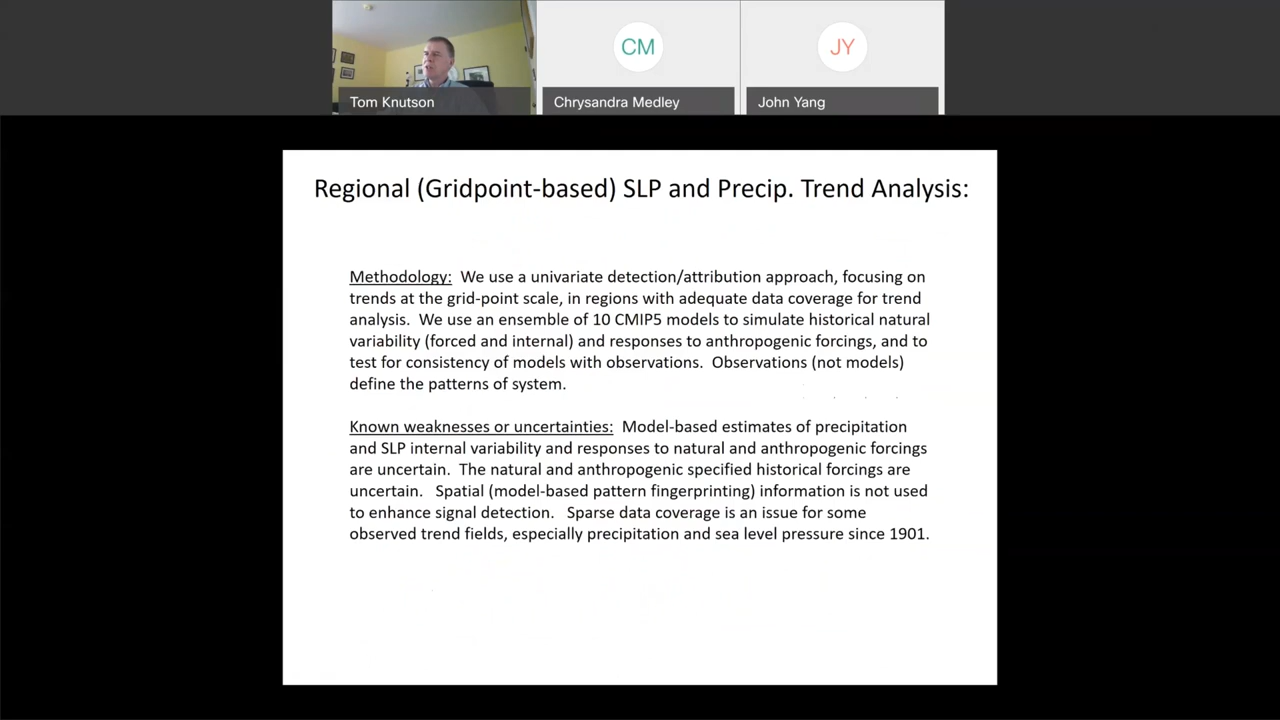 CM
JY
Tom Knutson
Chrysandra Medley
John Yang
Regional (Gridpoint-based) SLP and Precip. Trend Analysis:
Methodology: We use a univariate detection/attribution approach, focusing on
trends at the grid-point scale, in regions with adequate data coverage for trend
analysis. We use an ensemble of 10 CMIP5 models to simulate historical natural
variability (forced and internal) and responses to anthropogenic forcings, and to
test for consistency of models with observations. Observations (not models)
define the patterns of system.
Known weaknesses or uncertainties: Model-based estimates of precipitation
and SLP internal variability and responses to natural and anthropogenic forcings
are uncertain. The natural and anthropogenic specified historical forcings are
uncertain. Spatial (model-based pattern fingerprinting) information is not used
to enhance signal detection. Sparse data coverage is an issue for some
observed trend fields, especially precipitation and sea level pressure since 1901.